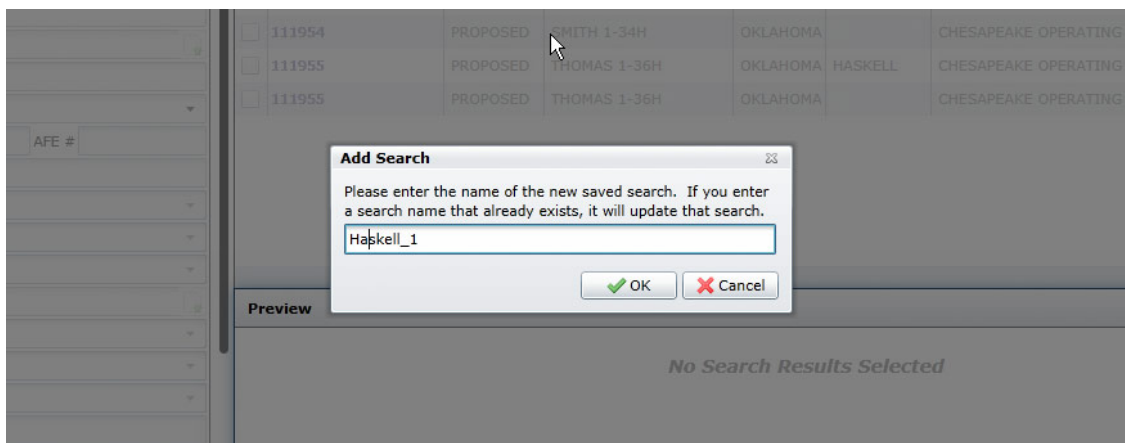 111954 PROPOSED SMITH 1-34H OKLAHOMA CHESAPEAKE OPERATING
111955 PROPOSED THOMAS 1-36H OKLAHOMA HASKELL CHESAPEAKE OPERATING
111955 PROPOSED THOMAS 1-36H OKLAHOMA CHESAPEAKE OPERATING
AFE #
Add Search
Please enter the name of the new saved search. If you enter
a search name that already exists, it will update that search.
Haskell_1
OK Cancel
Preview
No Search Results Selected